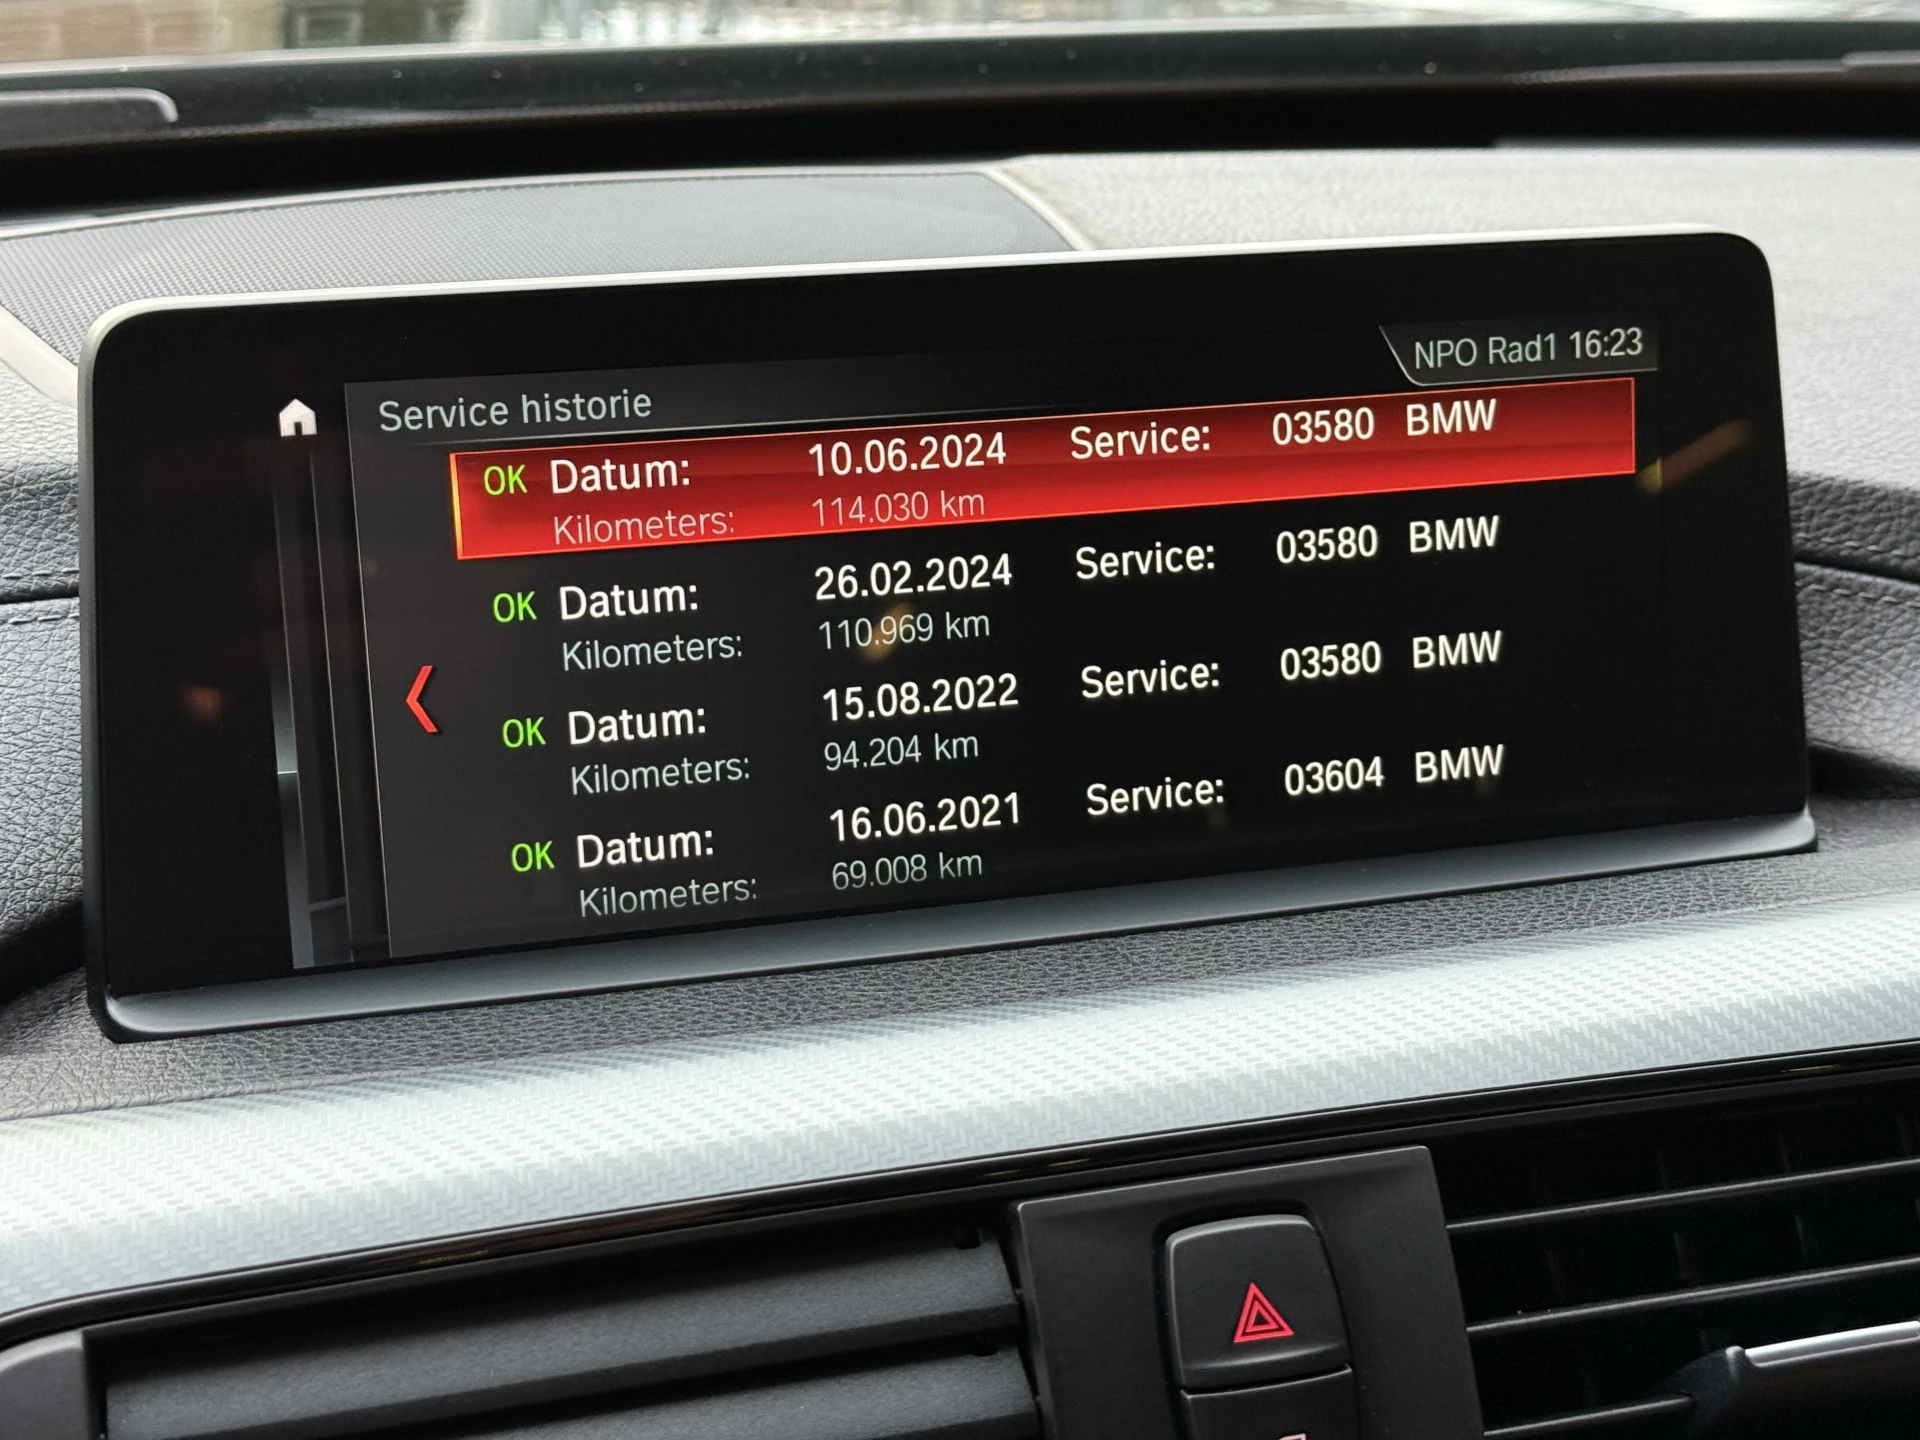 NPO Rad1 16:23
Service historie
OK Datum: 10.06.2024 Service: 03580 BMW
Kilometers: 114.030 km
OK Datum: 26.02.2024 Service: 03580 BMW
Kilometers: 110.969 km
OK Datum: 15.08.2022 Service: 03580 BMW
Kilometers: 94.204 km
OK Datum: 16.06.2021 Service: 03604 BMW
Kilometers: 69.008 km